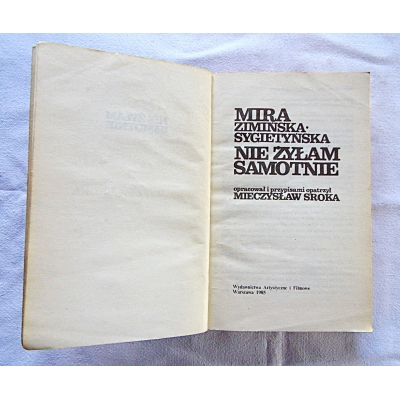 MIRA
ZIMIŃSKA-
SYGIETYŃSKA
NIE ŻYŁAM
SAMOTNIE
opracował i przypisami opatrzył
MIECZYSŁAW SROKA
Wydawnictwa Artystyczne i Filmowe
Warszawa 1985